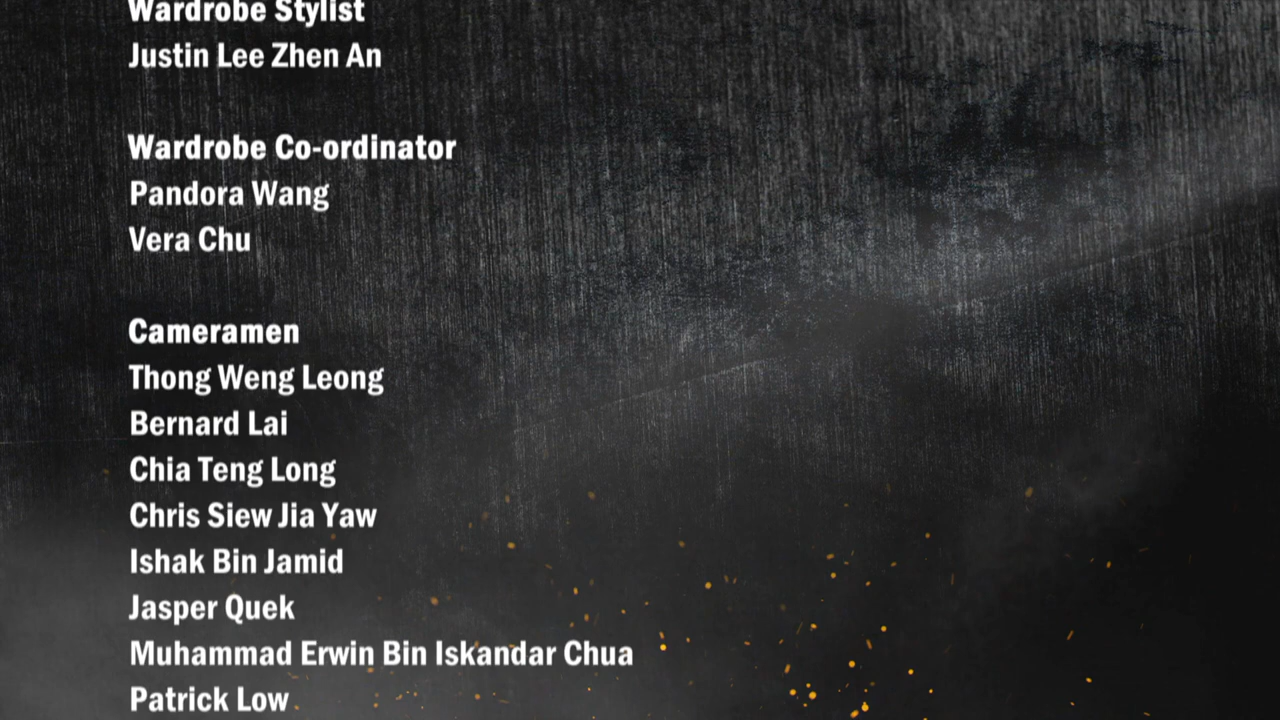 Wardrobe Stylist
Justin Lee Zhen An
Wardrobe Co-ordinator
Pandora Wang
Vera Chu
Cameramen
Thong Weng Leong
Bernard Lai
Chia Teng Long
Chris Siew Jia Yaw
Ishak Bin Jamid
Jasper Quek
Muhammad Erwin Bin Iskandar Chua
Patrick Low